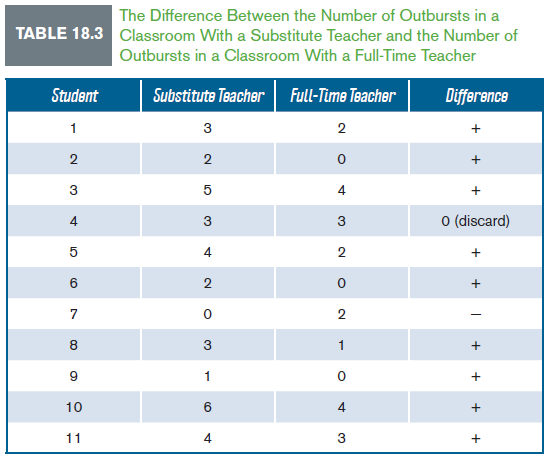 TABLE 18.3
The Difference Between the Number of Outbursts in a
Classroom With a Substitute Teacher and the Number of
Outbursts in a Classroom With a Full-Time Teacher
Student Substitute Teacher Full-Time Teacher Difference
1 3 2 +
2 2 0 +
3 5 4 +
4 3 3 0 (discard)
5 4 2 +
6 2 0 +
7 0 2 −
8 3 1 +
9 1 0 +
10 6 4 +
11 4 3 +